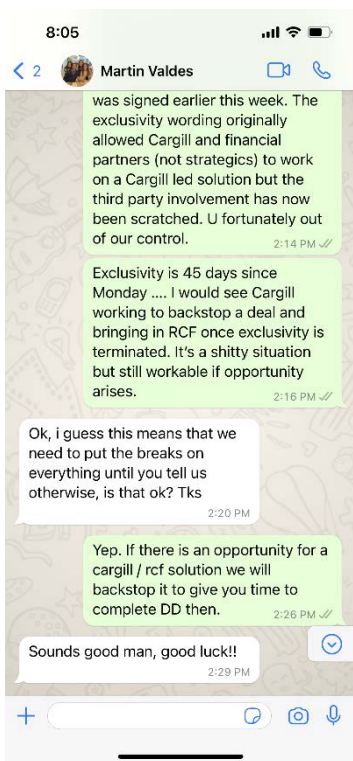 8:05
2
Martin Valdes
was signed earlier this week. The
exclusivity wording originally
allowed Cargill and financial
partners (not strategics) to work
on a Cargill led solution but the
third party involvement has now
been scratched. U fortunately out
of our control.
2:14 PM
Exclusivity is 45 days since
Monday .... I would see Cargill
working to backstop a deal and
bringing in RCF once exclusivity is
terminated. It’s a shitty situation
but still workable if opportunity
arises.
2:16 PM
Ok, i guess this means that we
need to put the breaks on
everything until you tell us
otherwise, is that ok? Tks
2:20 PM
Yep. If there is an opportunity for a
cargill / rcf solution we will
backstop it to give you time to
complete DD then.
2:26 PM
Sounds good man, good luck!!
2:29 PM